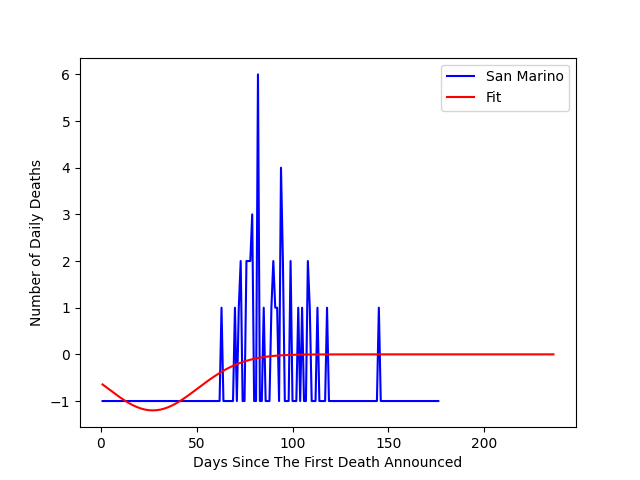 San Marino
Fit
6
5
4
3
2
1
0
−1
Number of Daily Deaths
0 50 100 150 200
Days Since The First Death Announced